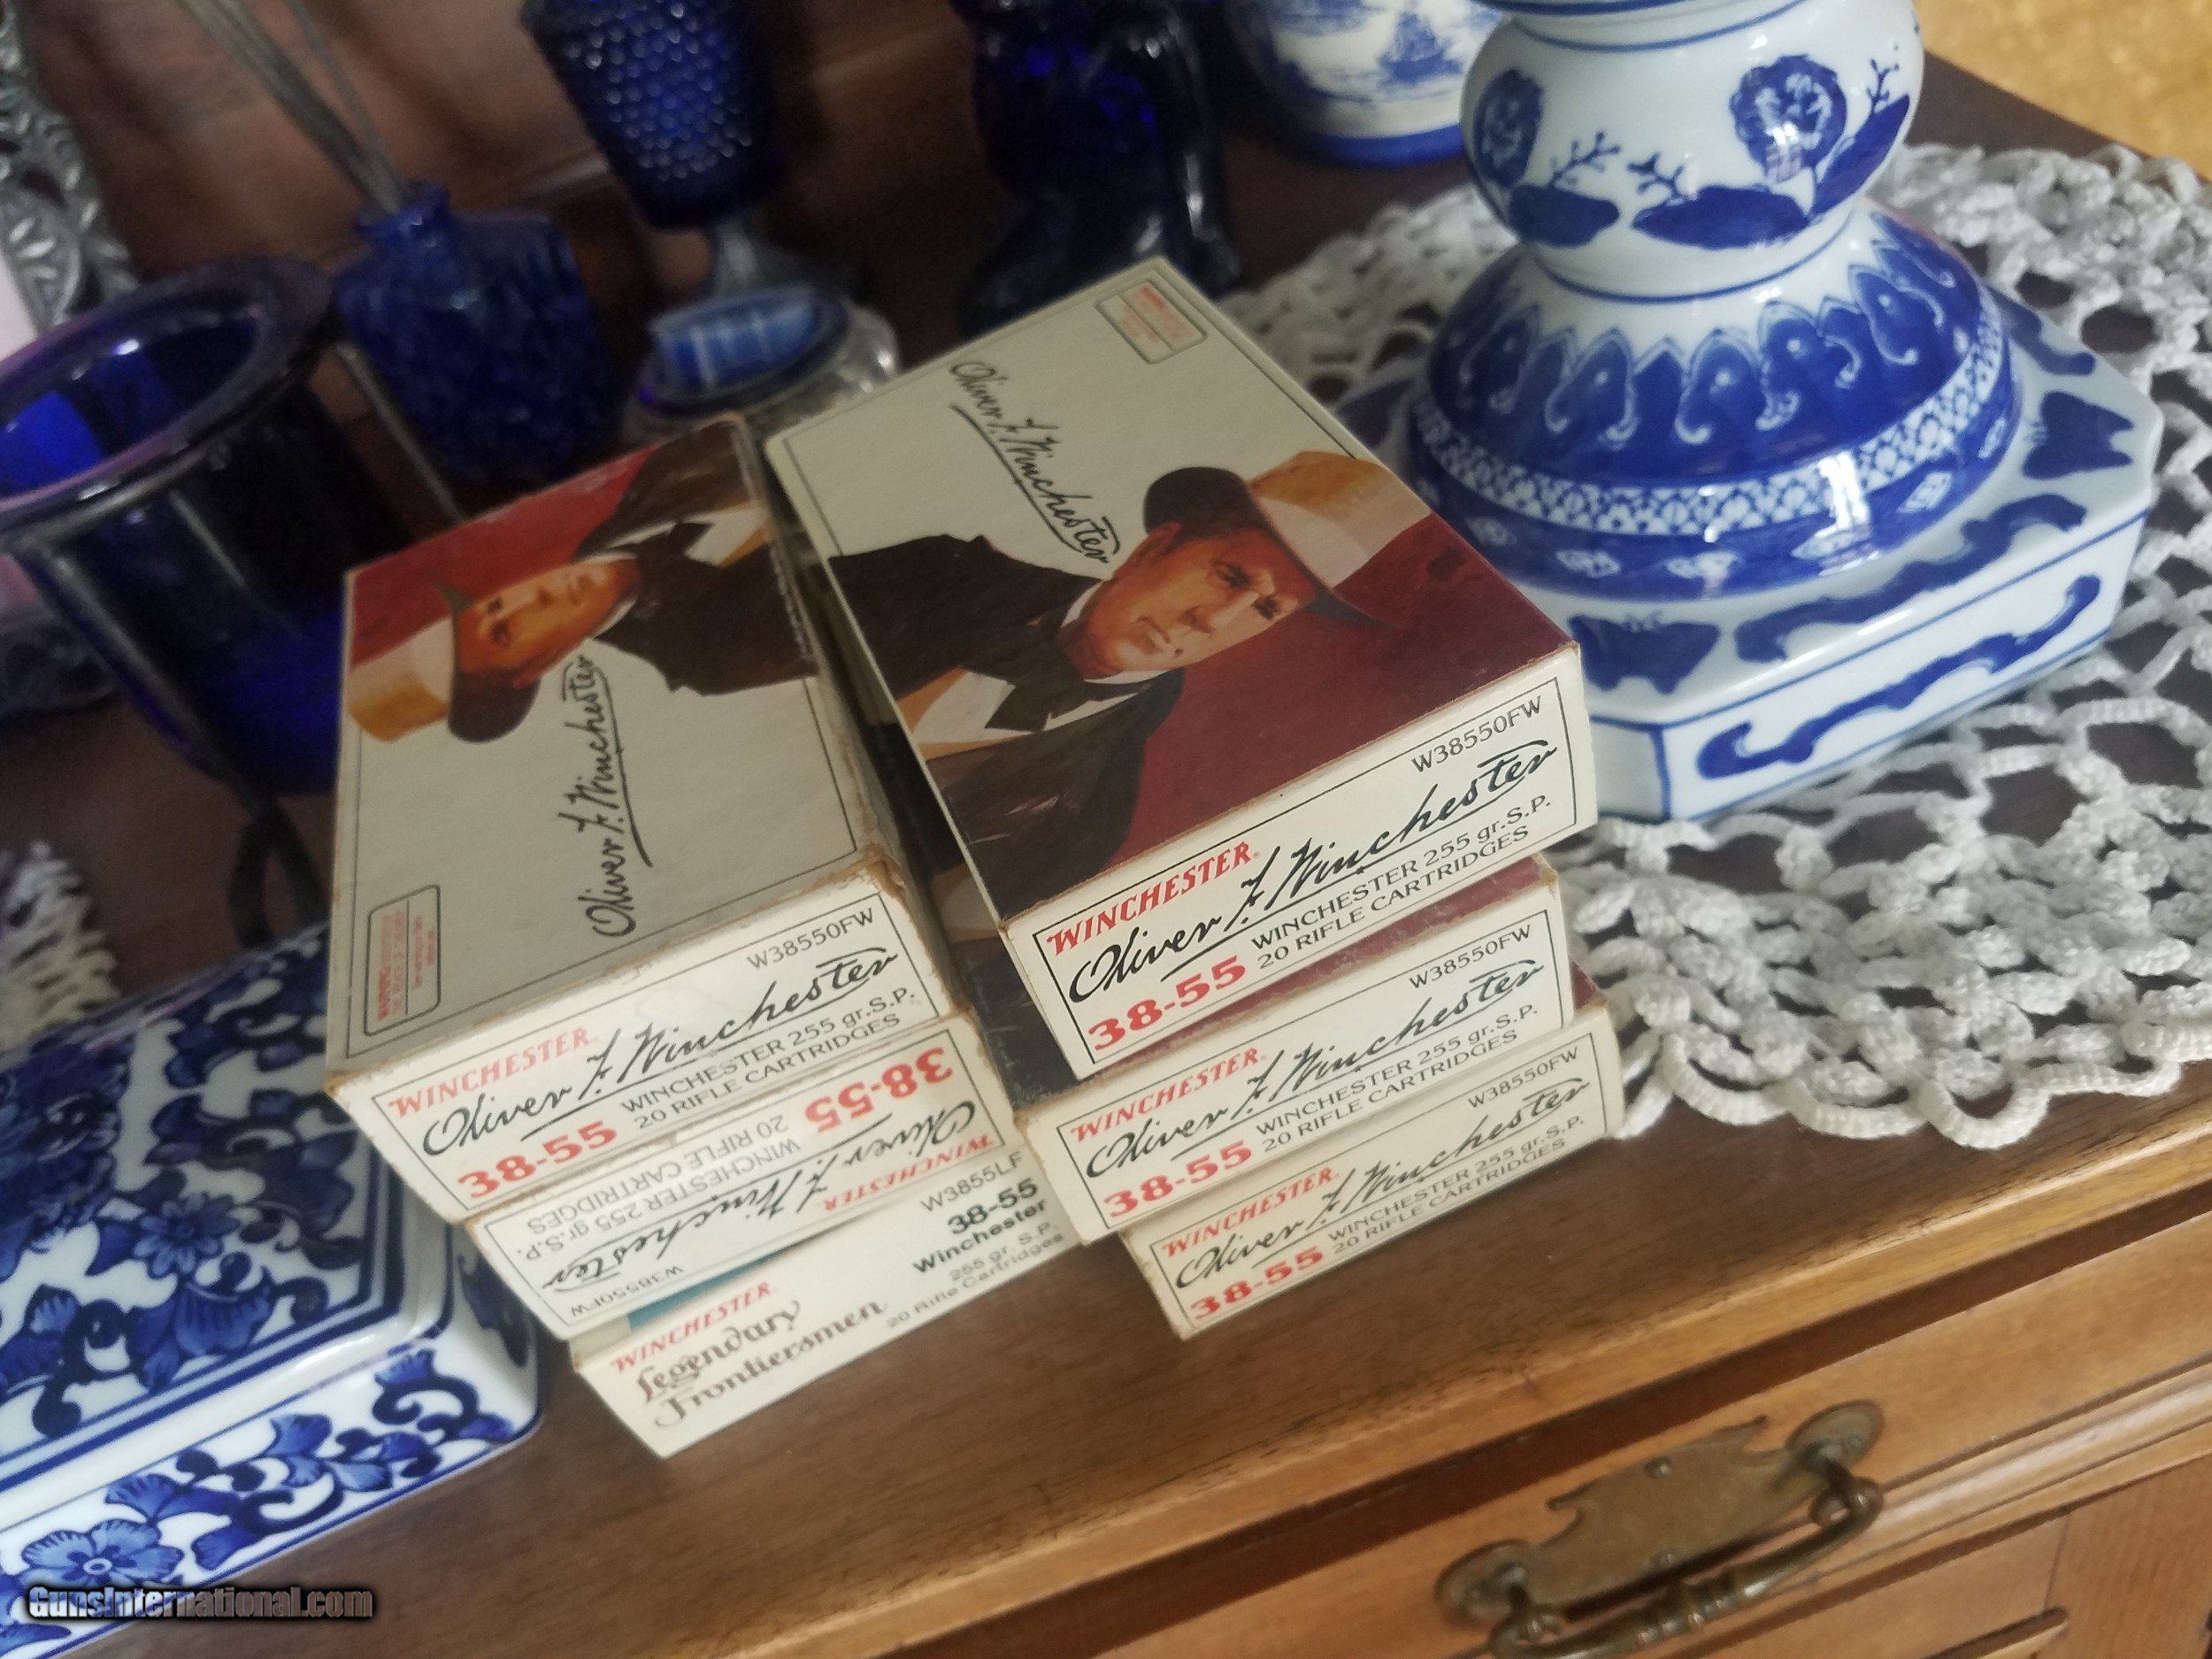 Oliver F. Winchester
WARNING
W38550FW
WINCHESTER
Oliver F. Winchester
38-55 WINCHESTER 255 gr.S.P.
20 RIFLE CARTRIDGES
38-55 WINCHESTER 255 gr.S.P.
20 RIFLE CARTRIDGES
WINCHESTER
Oliver F. Winchester
W38550FW
W3855LF
38-55
Winchester
255 gr. S.P.
20 Rifle Cartridges
WINCHESTER
Legendary
Frontiersmen
Oliver F. Winchester
W38550FW
WINCHESTER
Oliver F. Winchester
38-55 WINCHESTER 255 gr.S.P.
20 RIFLE CARTRIDGES
W38550FW
WINCHESTER
Oliver F. Winchester
38-55 WINCHESTER 255 gr.S.P.
20 RIFLE CARTRIDGES
W38550FW
WINCHESTER
Oliver F. Winchester
38-55 WINCHESTER 255 gr.S.P.
20 RIFLE CARTRIDGES
GunsInternational.com